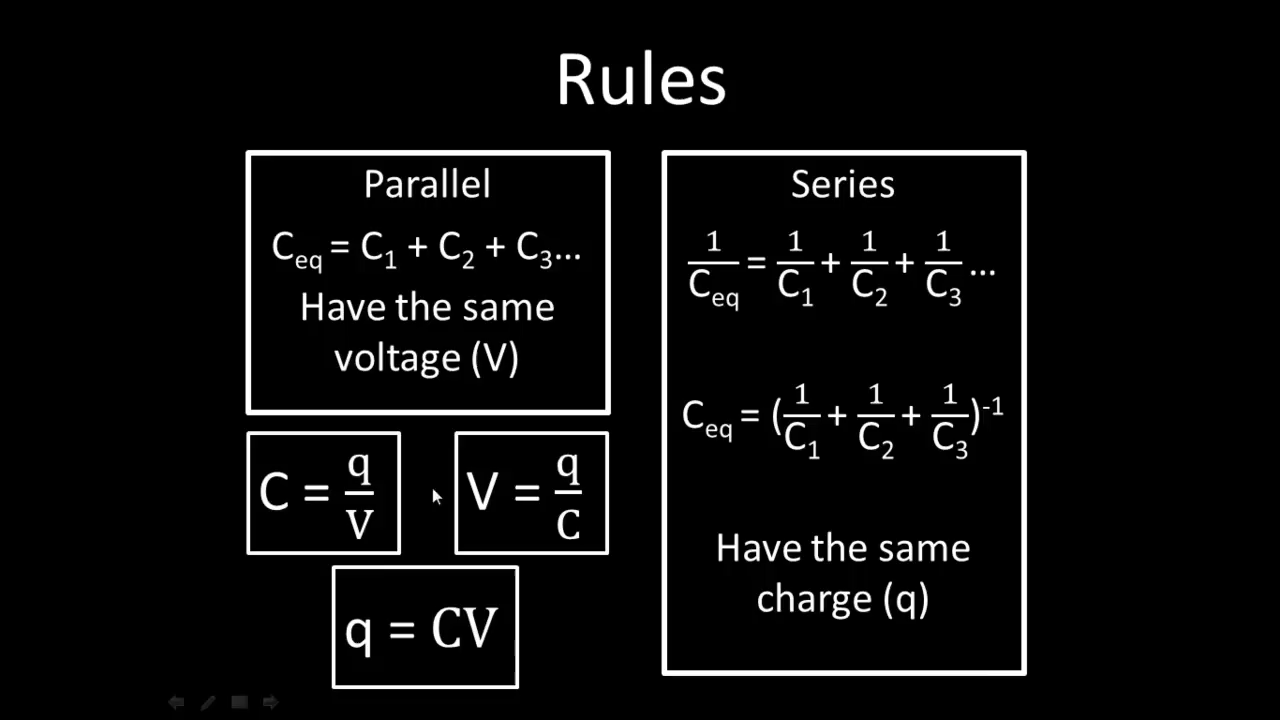 Rules
Parallel
C_eq = C_1 + C_2 + C_3...
Have the same
voltage (V)
C = q/V
V = q/C
q = CV
Series
1/C_eq = 1/C_1 + 1/C_2 + 1/C_3 ...
C_eq = (1/C_1 + 1/C_2 + 1/C_3)^-1
Have the same
charge (q)